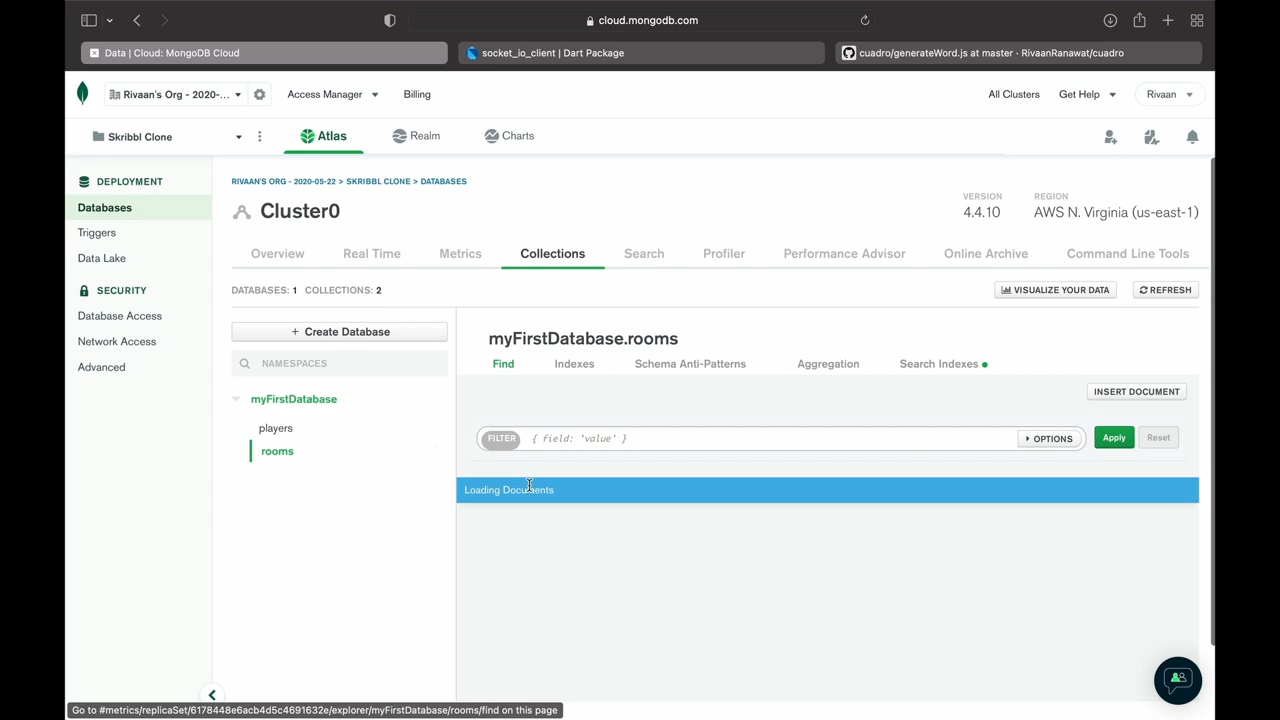 cloud.mongodb.com
Data | Cloud: MongoDB Cloud
socket_io_client | Dart Package
cuadro/generateWord.js at master · RivaanRanawat/cuadro
Rivaan's Org - 2020-...
Access Manager
Billing
All Clusters
Get Help
Rivaan
Skribbl Clone
Atlas
Realm
Charts
DEPLOYMENT
Databases
Triggers
Data Lake
SECURITY
Database Access
Network Access
Advanced
RIVAAN'S ORG - 2020-05-22 > SKRIBBL CLONE > DATABASES
Cluster0
VERSION
4.4.10
REGION
AWS N. Virginia (us-east-1)
Overview
Real Time
Metrics
Collections
Search
Profiler
Performance Advisor
Online Archive
Command Line Tools
DATABASES: 1 COLLECTIONS: 2
VISUALIZE YOUR DATA
REFRESH
+ Create Database
NAMESPACES
myFirstDatabase
players
rooms
myFirstDatabase.rooms
Find
Indexes
Schema Anti-Patterns
Aggregation
Search Indexes
INSERT DOCUMENT
FILTER
{ field: 'value' }
OPTIONS
Apply
Reset
Loading Documents
Go to #metrics/replicaSet/6178448e6acb4d5c4691632e/explorer/myFirstDatabase/rooms/find on this page